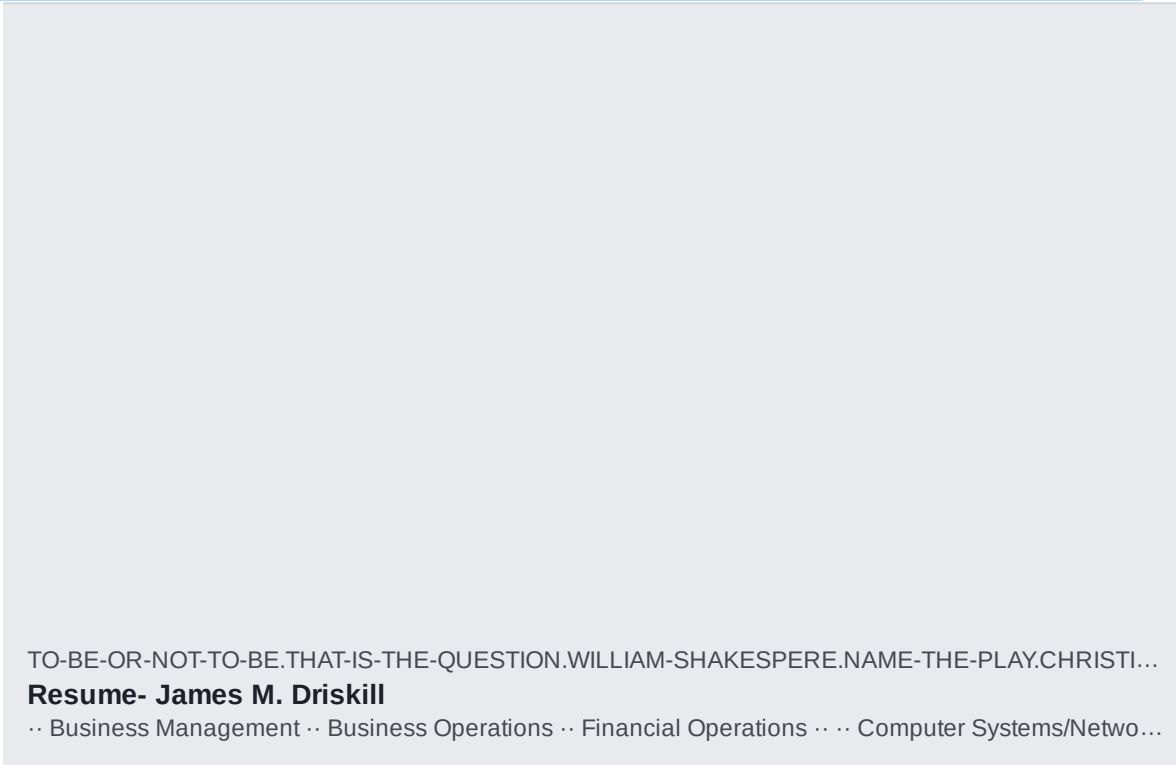 TO-BE-OR-NOT-TO-BE.THAT-IS-THE-QUESTION.WILLIAM-SHAKESPERE.NAME-THE-PLAY.CHRISTI…
Resume- James M. Driskill
·· Business Management ·· Business Operations ·· Financial Operations ·· ·· Computer Systems/Netwo…